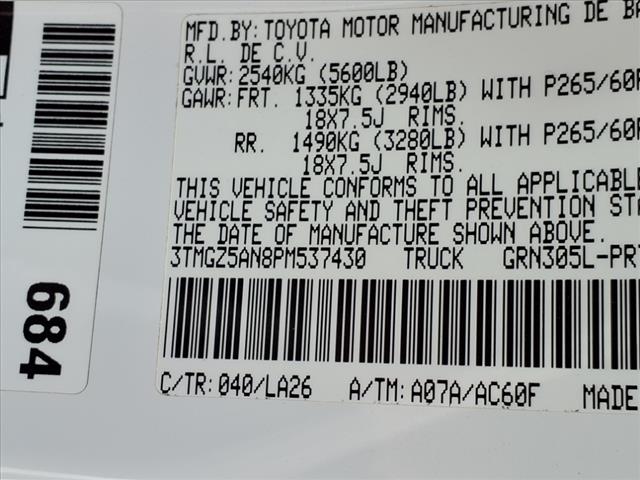 MFD.BY: TOYOTA MOTOR MANUFACTURING DE BA
R.L. DE C.V.
GVWR: 2540KG (5600LB)
GAWR: FRT. 1335KG (2940LB) WITH P265/60R
18X7.5J RIMS.
RR. 1490KG (3280LB) WITH P265/60R
18X7.5J RIMS.
THIS VEHICLE CONFORMS TO ALL APPLICABLE
VEHICLE SAFETY AND THEFT PREVENTION STA
THE DATE OF MANUFACTURE SHOWN ABOVE.
3TMGZ5AN8PM537430 TRUCK GRN305L-PRT
C/TR: 040/LA26 A/TM: A07A/AC60F MADE
684